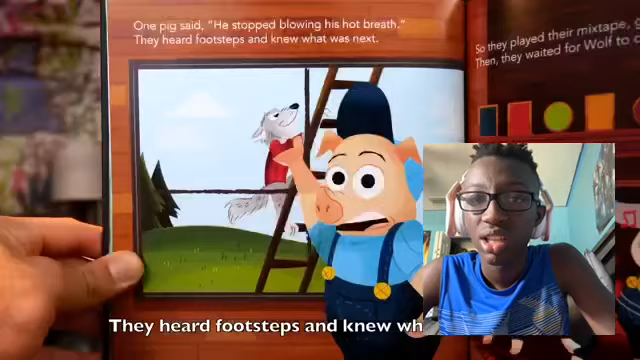 One pig said, "He stopped blowing his hot breath."
They heard footsteps and knew what was next.
So they played their mixtape,
Then, they waited for Wolf to
They heard footsteps and knew wh